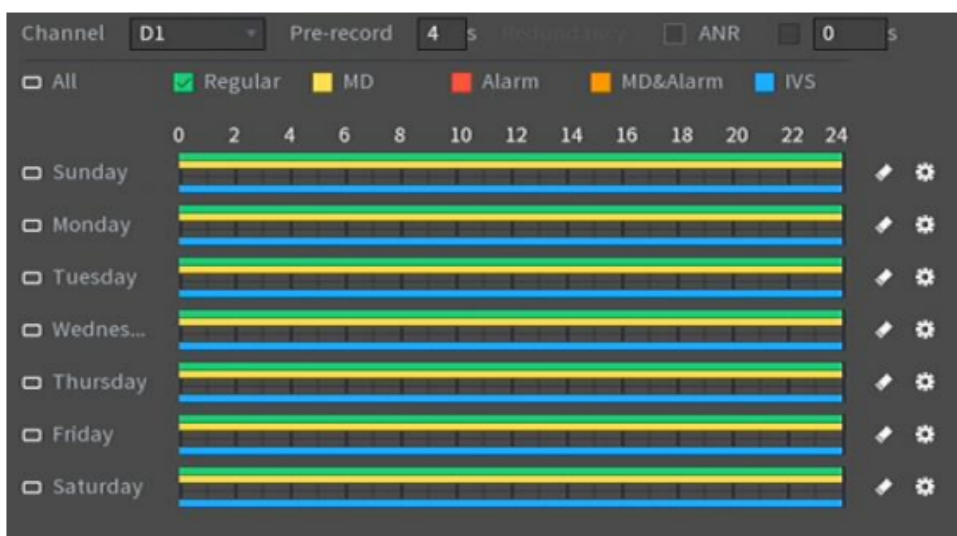 Channel D1 Pre-record 4 s Redundancy ANR 0 s
All Regular MD Alarm MD&Alarm IVS
0 2 4 6 8 10 12 14 16 18 20 22 24
Sunday
Monday
Tuesday
Wednes...
Thursday
Friday
Saturday